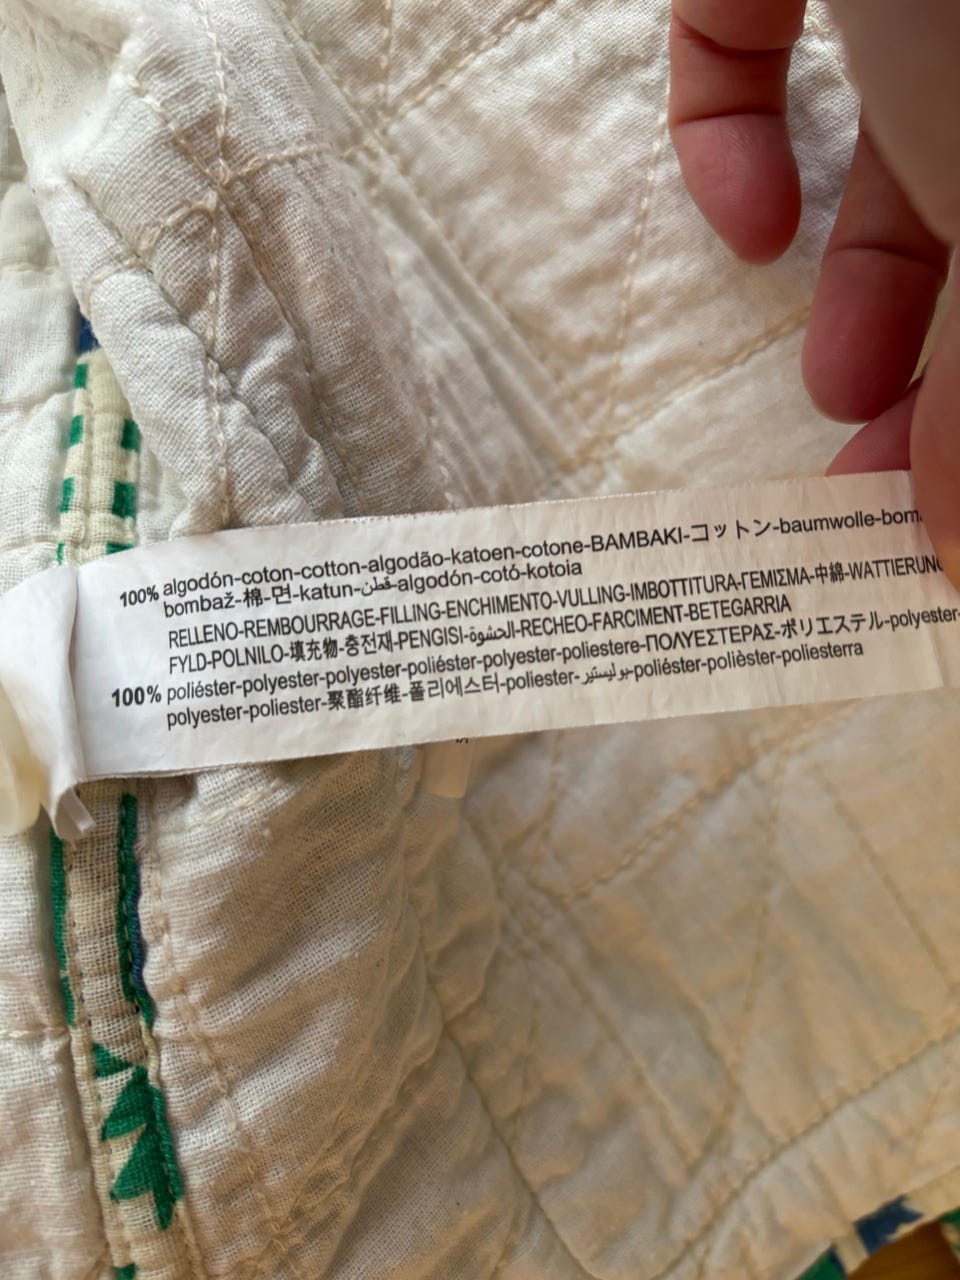 100% algodón-coton-cotton-algodão-katoen-cotone-BAMBAKI-コットン-baumwolle-bom
bombaž-棉-면-katun-قطن-algodón-cotó-kotoia
RELLENO-REMBOURRAGE-FILLING-ENCHIMENTO-VULLING-IMBOTTITURA-ΓΕΜΙΣΜΑ-中綿-WATTIERUNG
FYLD-POLNILO-填充物-충전재-PENGISI-الحشوة-RECHEO-FARCIMENT-BETEGARRIA
100% poliéster-polyester-polyester-poliéster-polyester-poliestere-ΠΟΛΥΕΣΤΕΡΑΣ-ポリエステル-polyester-
polyester-poliester-聚酯纤维-폴리에스터-poliester-بوليستير-poliéster-polièster-poliesterra